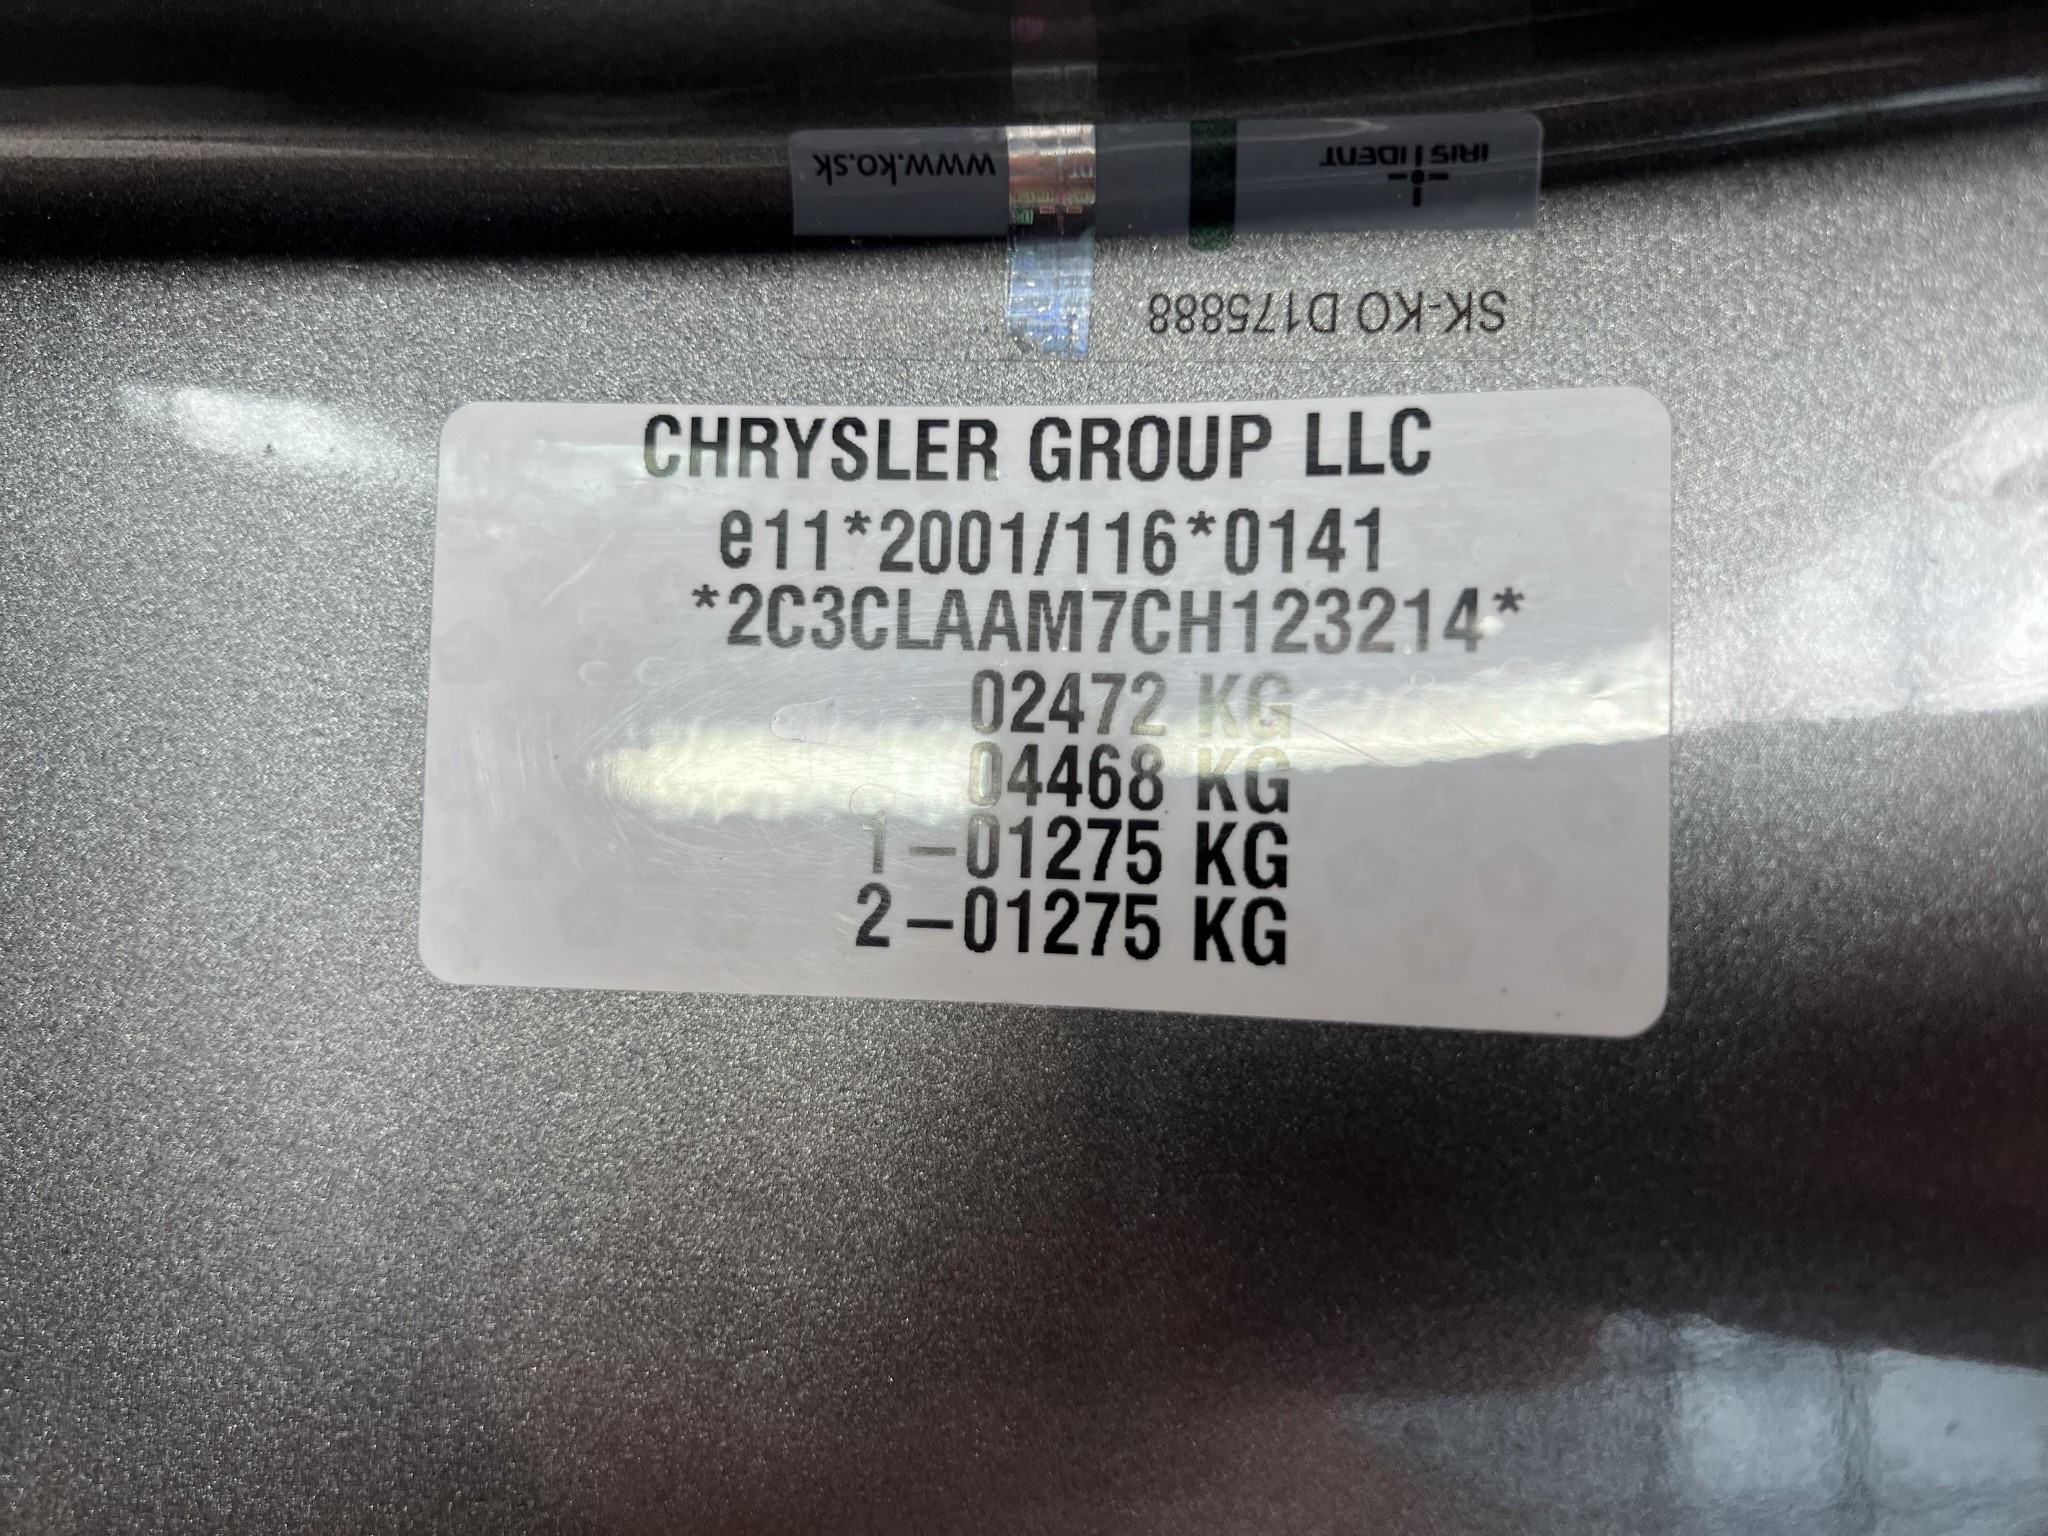 www.ko.sk
IRIS IDENT
SK-KO D175888
CHRYSLER GROUP LLC
e11*2001/116*0141
*2C3CLAAM7CH123214*
02472 KG
04468 KG
1-01275 KG
2-01275 KG